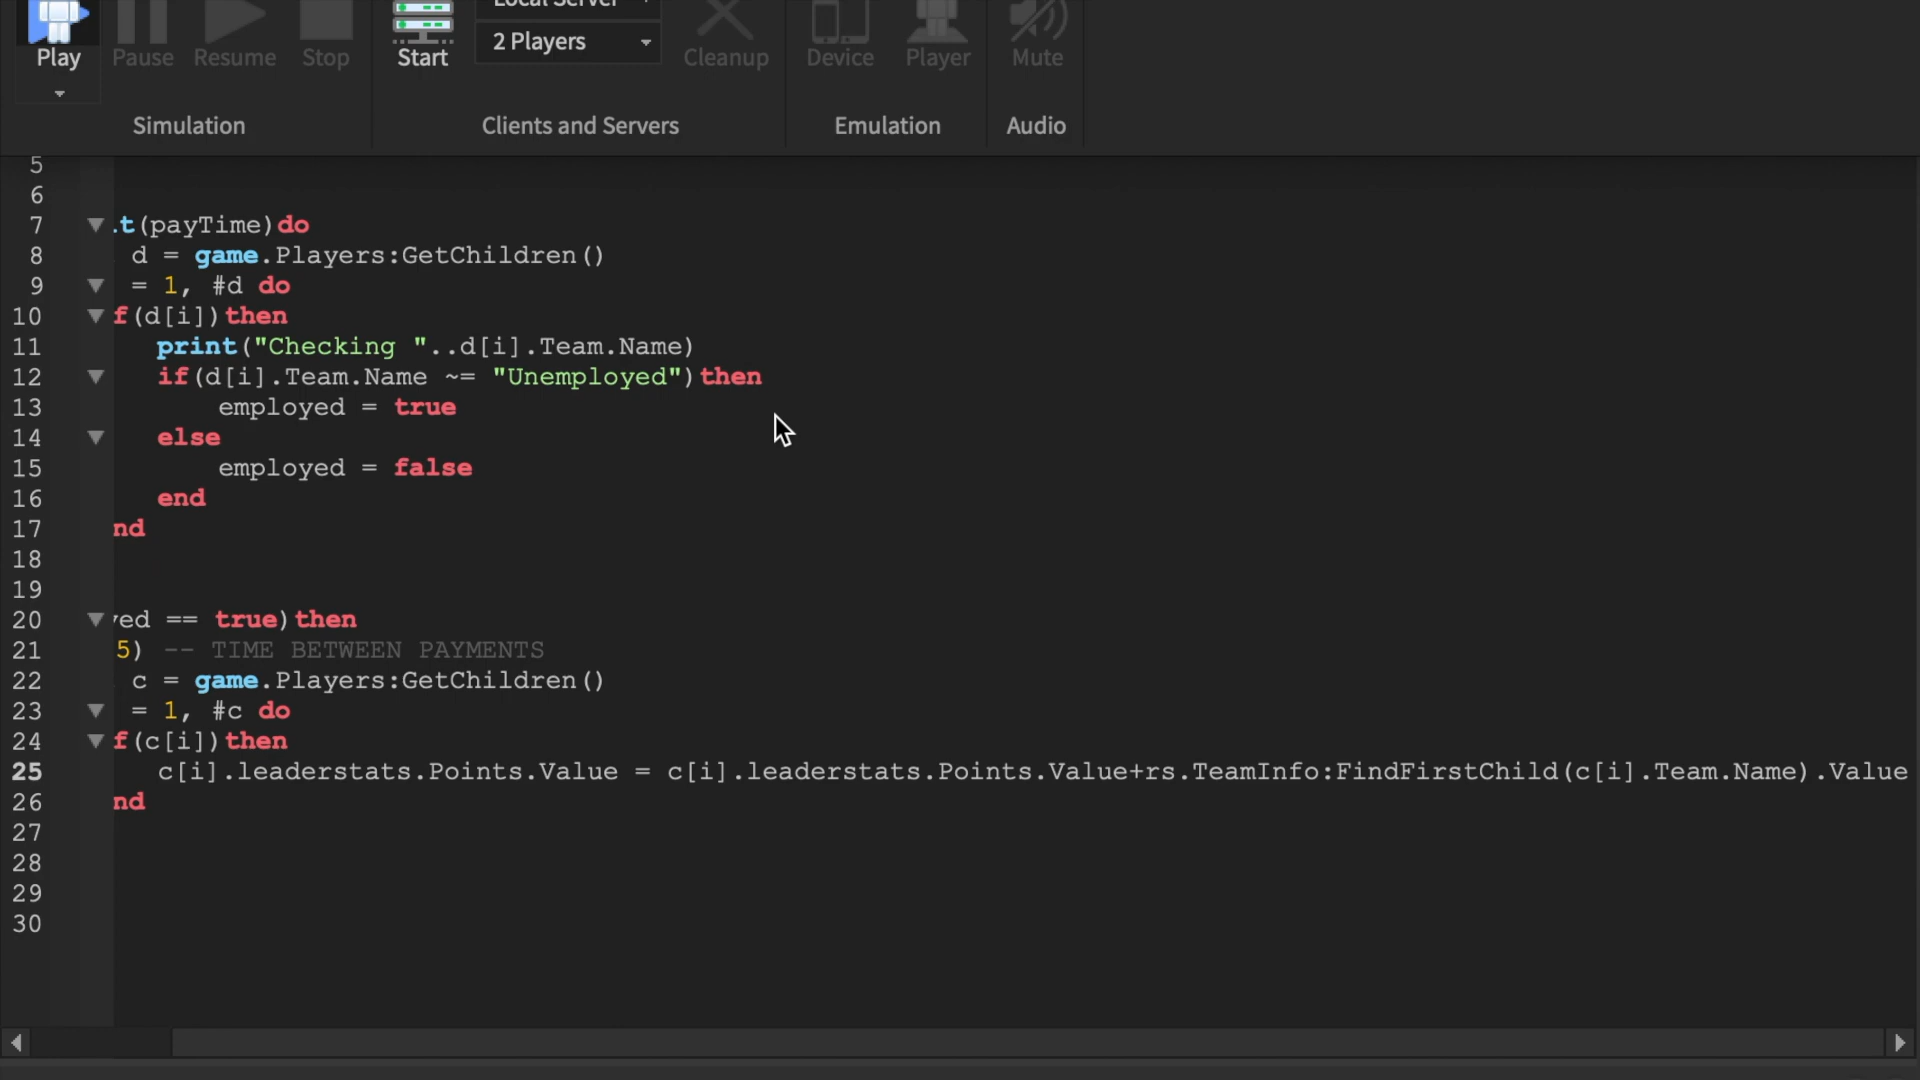 Local Server
Play
Pause
Resume
Stop
Start
2 Players
Cleanup
Device
Player
Mute
Simulation
Clients and Servers
Emulation
Audio
5
6
7 t(payTime)do
8 d = game.Players:GetChildren()
9 = 1, #d do
10 f(d[i])then
11 print("Checking "..d[i].Team.Name)
12 if(d[i].Team.Name ~= "Unemployed")then
13 employed = true
14 else
15 employed = false
16 end
17 nd
18
19
20 yed == true)then
21 5) -- TIME BETWEEN PAYMENTS
22 c = game.Players:GetChildren()
23 = 1, #c do
24 f(c[i])then
25 c[i].leaderstats.Points.Value = c[i].leaderstats.Points.Value+rs.TeamInfo:FindFirstChild(c[i].Team.Name).Value
26 nd
27
28
29
30